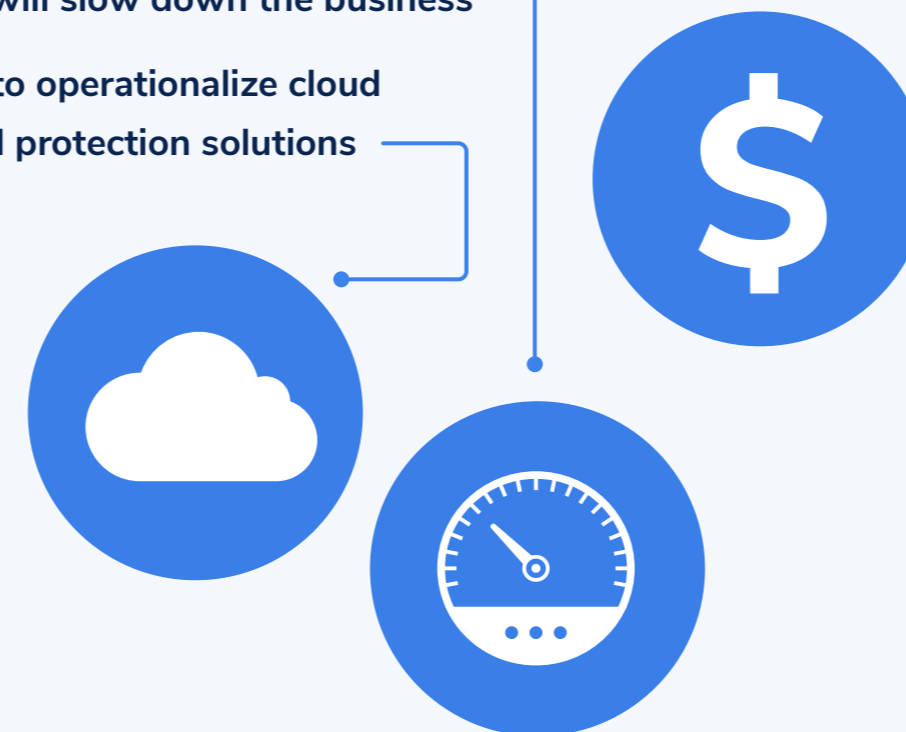 will slow down the business
to operationalize cloud
protection solutions
$